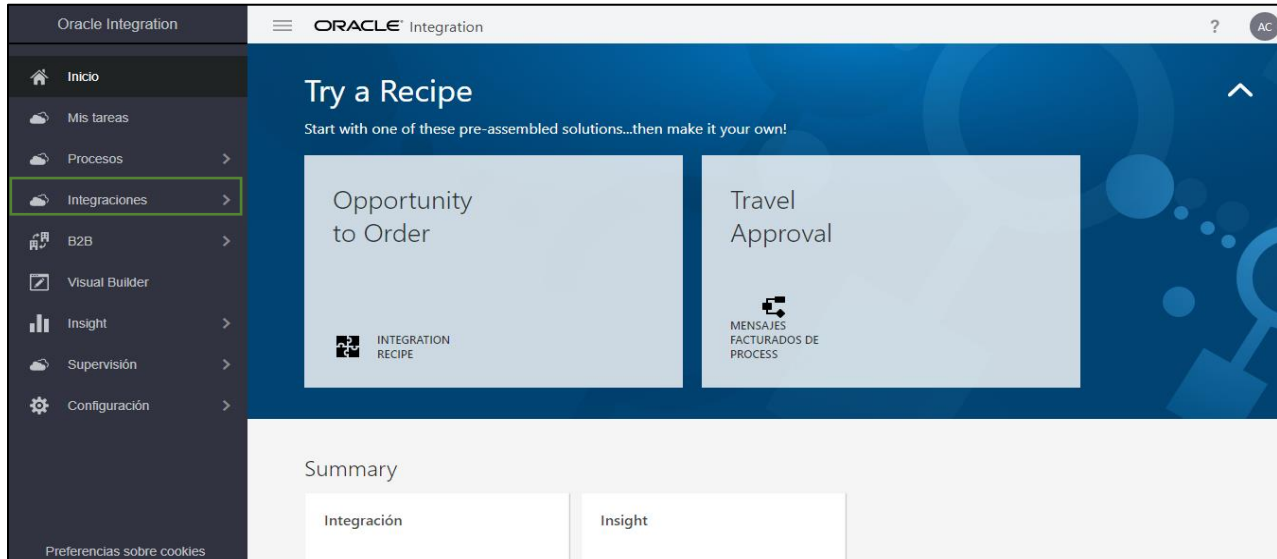 Oracle Integration
ORACLE Integration
?
AC
Inicio
Mis tareas
Procesos
Integraciones
B2B
Visual Builder
Insight
Supervisión
Configuración
Preferencias sobre cookies
Try a Recipe
Start with one of these pre-assembled solutions...then make it your own!
Opportunity
to Order
INTEGRATION
RECIPE
Travel
Approval
MENSAJES
FACTURADOS DE
PROCESS
Summary
Integración
Insight